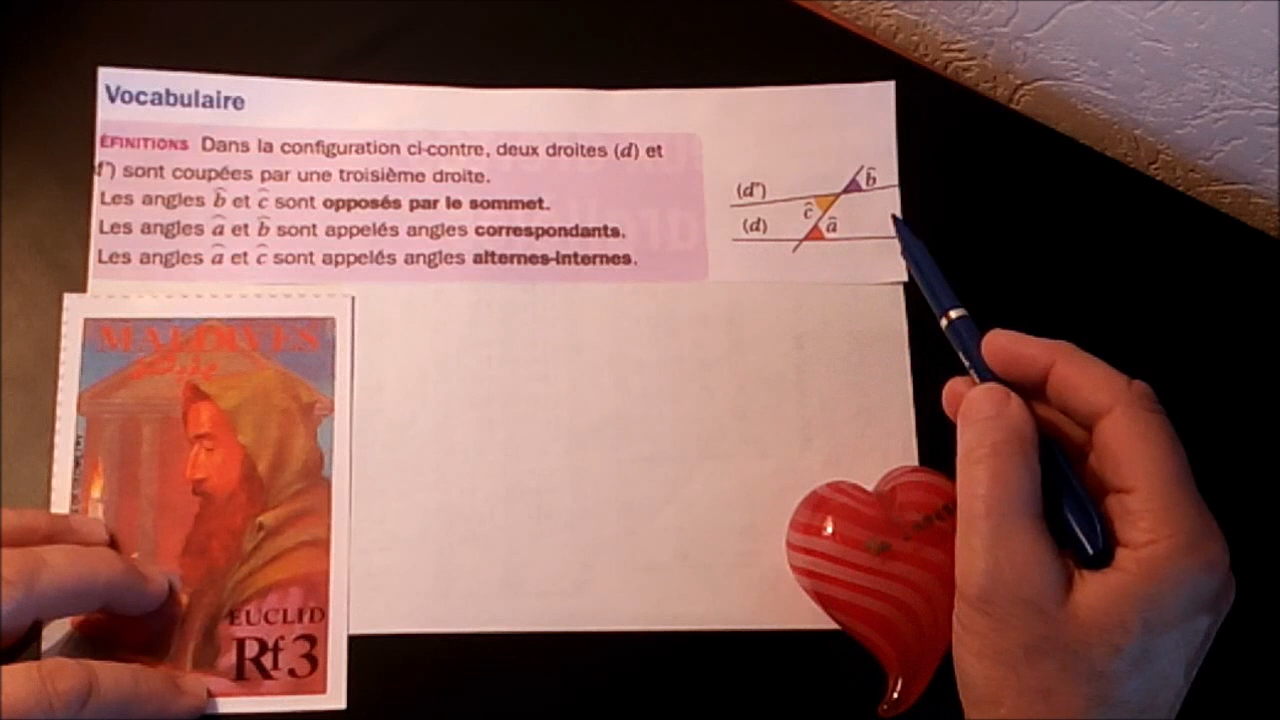 Vocabulaire
ÉFINITIONS Dans la configuration ci-contre, deux droites (d) et
') sont coupées par une troisième droite.
Les angles b̂ et ĉ sont opposés par le sommet.
Les angles â et b̂ sont appelés angles correspondants.
Les angles â et ĉ sont appelés angles alternes-internes.
(d')
b̂
ĉ
(d)
â
MALDIVES
EUCLID
Rf3